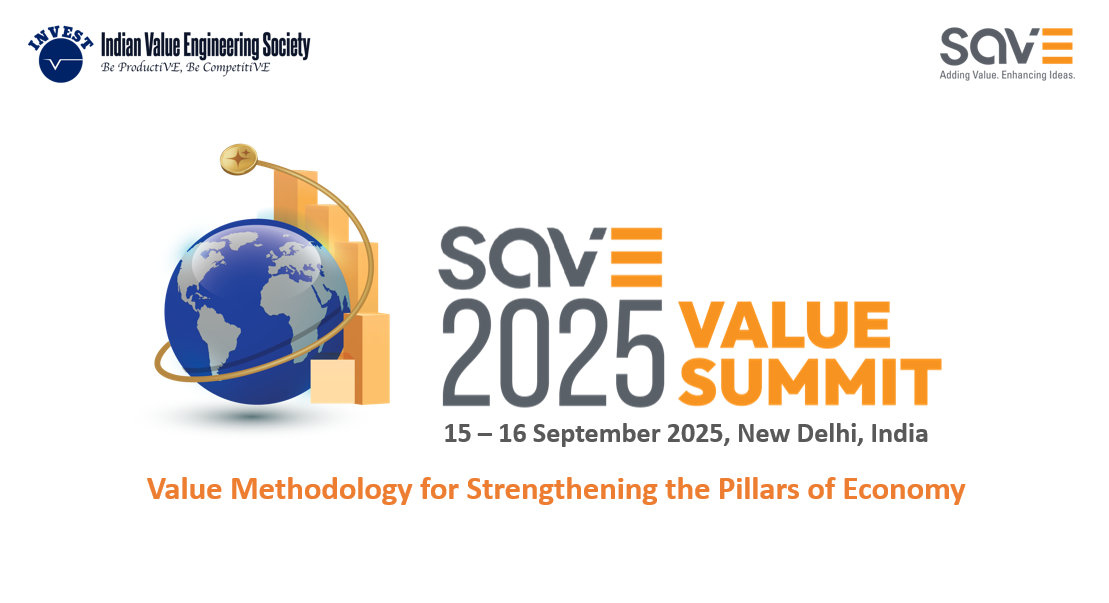 INVEST
Indian Value Engineering Society
Be ProductiVE, Be CompetitiVE
SAVE
Adding Value. Enhancing Ideas.
SAVE
2025 VALUE SUMMIT
15 – 16 September 2025, New Delhi, India
Value Methodology for Strengthening the Pillars of Economy